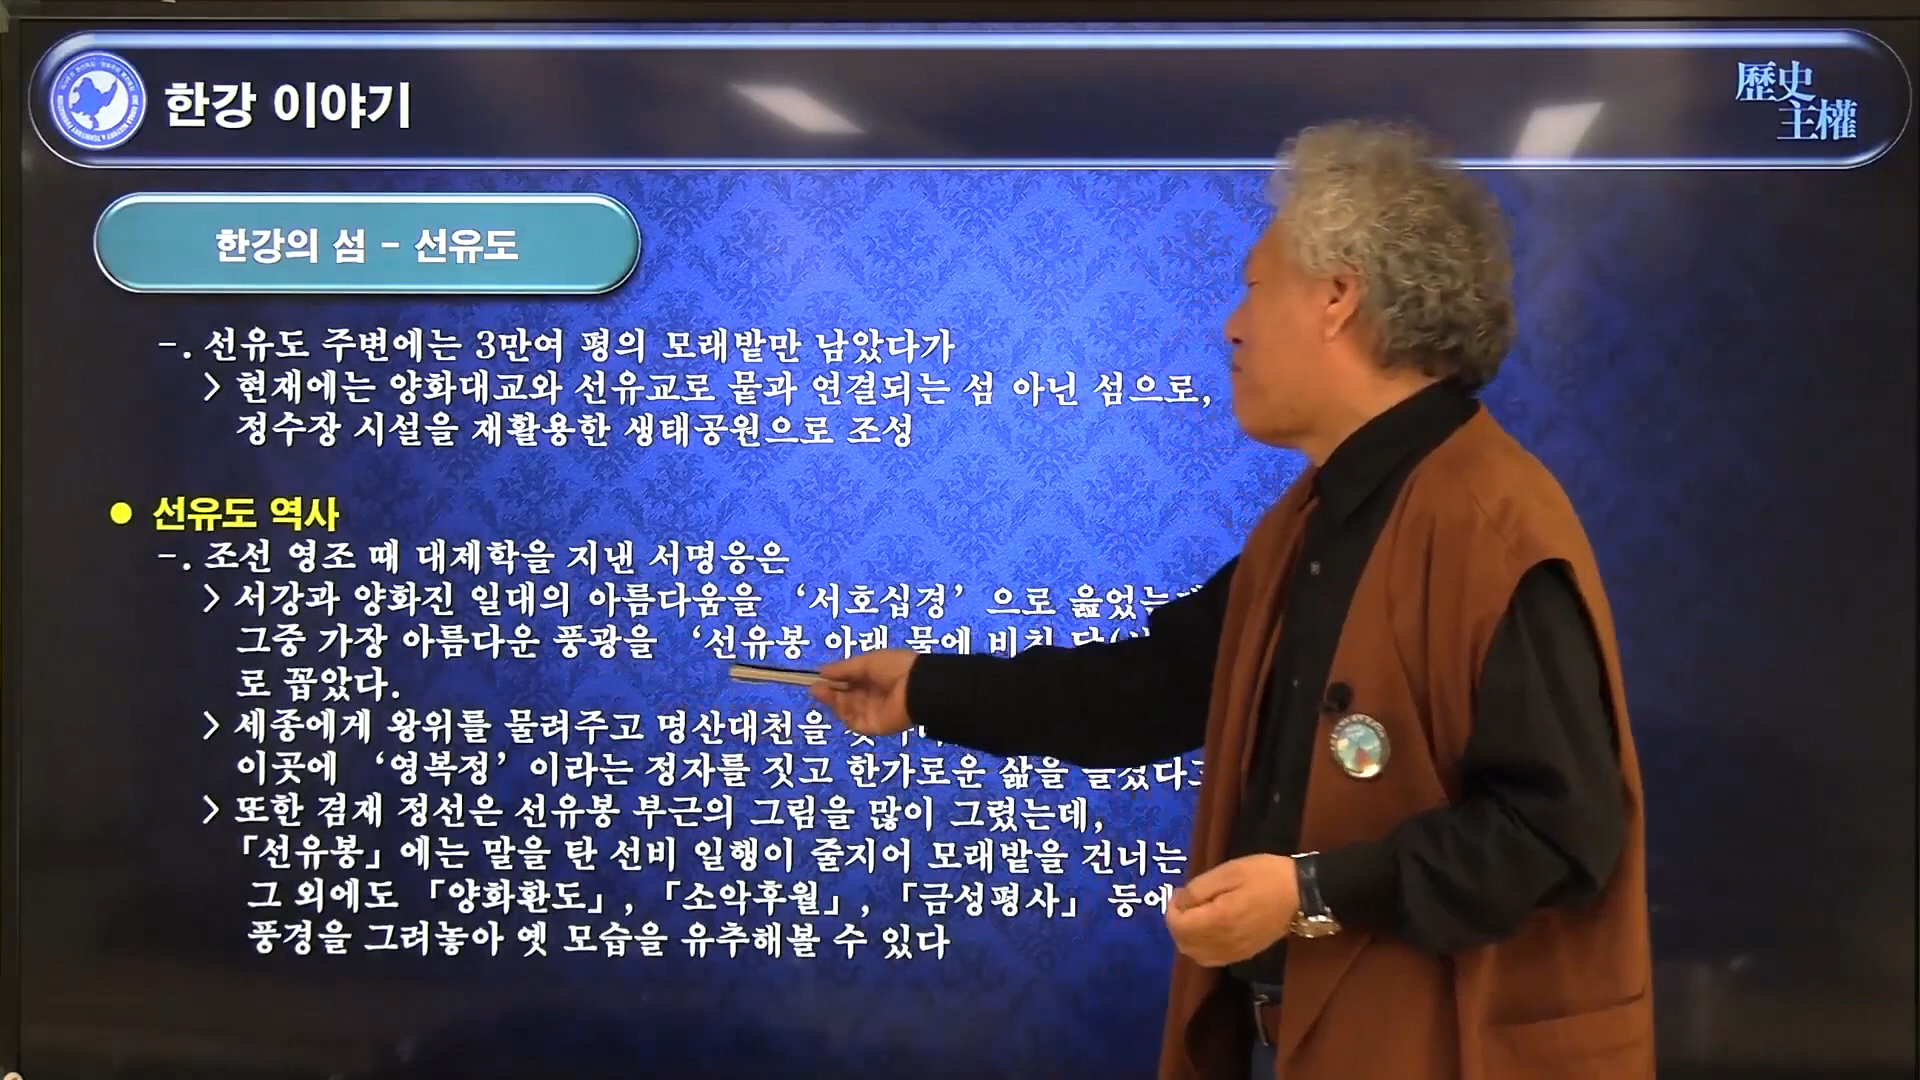 한강 이야기
歷史
主權
한강의 섬 - 선유도
-. 선유도 주변에는 3만여 평의 모래밭만 남았다가
> 현재에는 양화대교와 선유교로 뭍과 연결되는 섬 아닌 섬으로,
정수장 시설을 재활용한 생태공원으로 조성
● 선유도 역사
-. 조선 영조 때 대제학을 지낸 서명응은
> 서강과 양화진 일대의 아름다움을 ‘서호십경’으로 읊었는데
그중 가장 아름다운 풍광을 ‘선유봉 아래 물에 비친
로 꼽았다.
> 세종에게 왕위를 물려주고 명산대천을
이곳에 ‘영복정’이라는 정자를 짓고 한가로운 삶을 즐겼다고
> 또한 겸재 정선은 선유봉 부근의 그림을 많이 그렸는데,
「선유봉」에는 말을 탄 선비 일행이 줄지어 모래밭을 건너는
그 외에도 「양화환도」, 「소악후월」, 「금성평사」 등에
풍경을 그려놓아 옛 모습을 유추해볼 수 있다